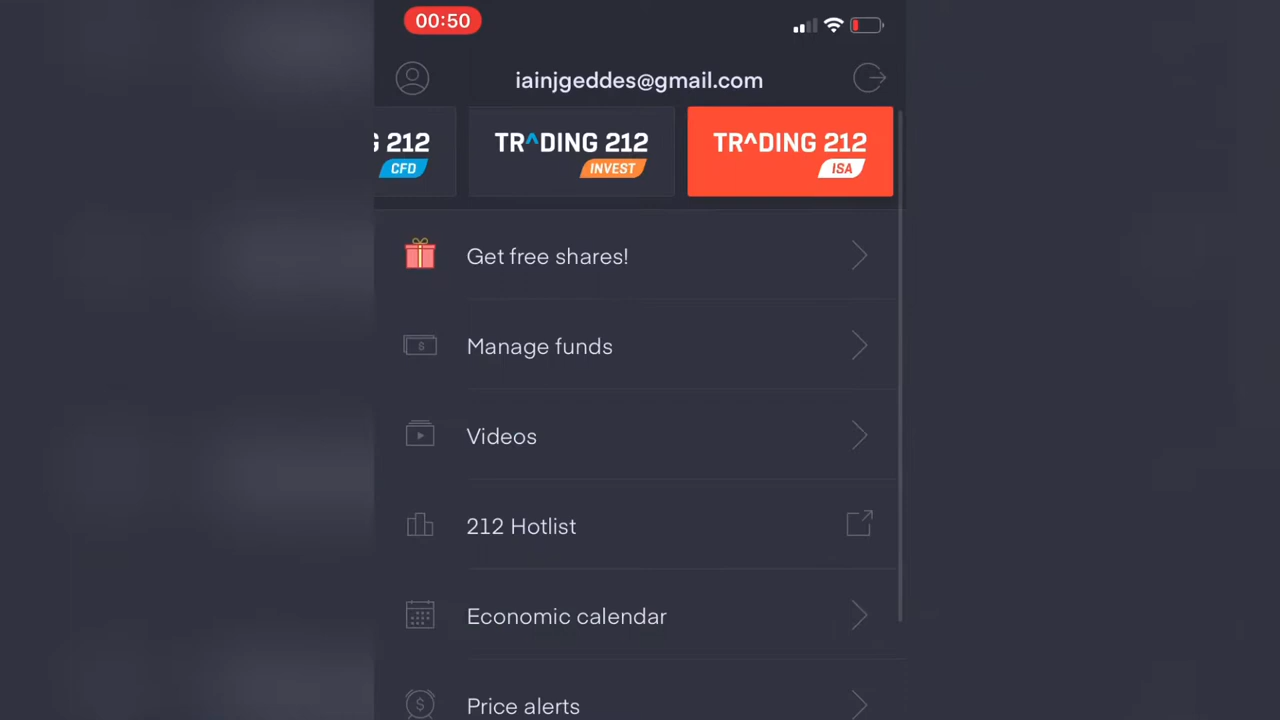 00:50
iainjgeddes@gmail.com
G 212
CFD
TR^DING 212
INVEST
TR^DING 212
ISA
Get free shares!
Manage funds
Videos
212 Hotlist
Economic calendar
Price alerts